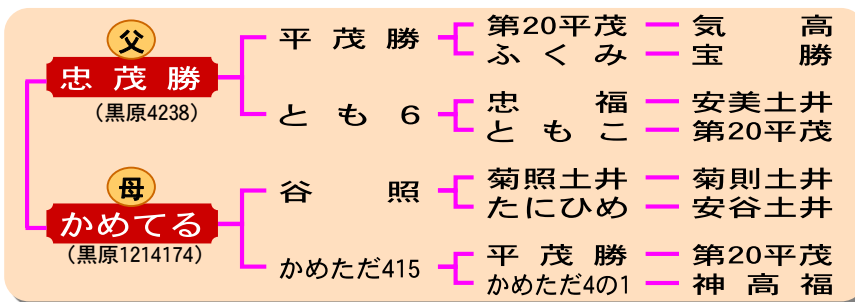 父
忠茂勝
(黒原4238)
平茂勝
第20平茂
気高
ふくみ
宝勝
とも6
忠福
安美土井
ともこ
第20平茂
母
かめてる
(黒原1214174)
谷照
菊照土井
菊則土井
たにひめ
安谷土井
かめただ415
平茂勝
第20平茂
かめただ4の1
神高福